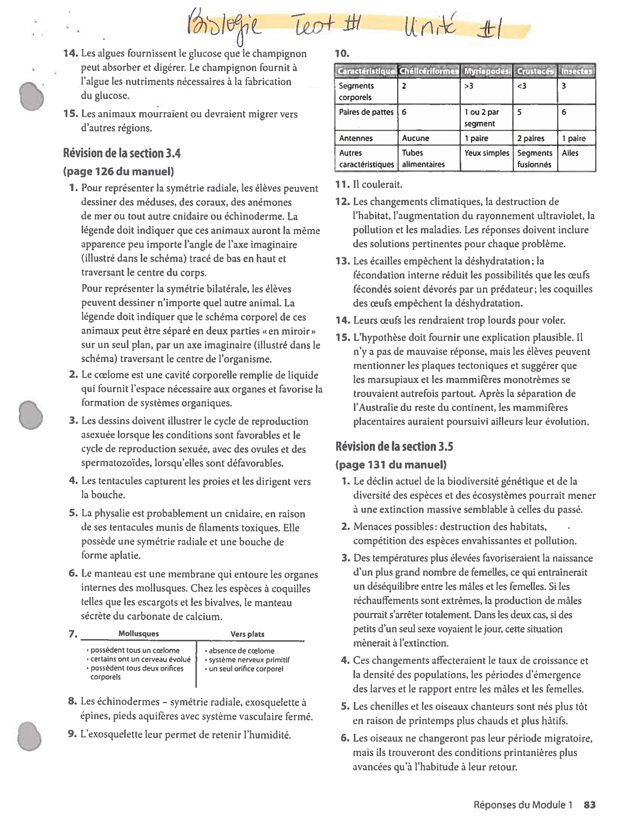 Biologie Test #1 Unité #1
14. Les algues fournissent le glucose que le champignon
peut absorber et digérer. Le champignon fournit à
l'algue les nutriments nécessaires à la fabrication
du glucose.
15. Les animaux mourraient ou devraient migrer vers
d'autres régions.
Révision de la section 3.4
(page 126 du manuel)
1. Pour représenter la symétrie radiale, les élèves peuvent
dessiner des méduses, des coraux, des anémones
de mer ou tout autre cnidaire ou échinoderme. La
légende doit indiquer que ces animaux auront la même
apparence peu importe l'angle de l'axe imaginaire
(illustré dans le schéma) tracé de bas en haut et
traversant le centre du corps.
Pour représenter la symétrie bilatérale, les élèves
peuvent dessiner n'importe quel autre animal. La
légende doit indiquer que le schéma corporel de ces
animaux peut être séparé en deux parties «en miroir»
sur un seul plan, par un axe imaginaire (illustré dans le
schéma) traversant le centre de l'organisme.
2. Le cœlome est une cavité corporelle remplie de liquide
qui fournit l'espace nécessaire aux organes et favorise la
formation de systèmes organiques.
3. Les dessins doivent illustrer le cycle de reproduction
asexuée lorsque les conditions sont favorables et le
cycle de reproduction sexuée, avec des ovules et des
spermatozoïdes, lorsqu'elles sont défavorables.
4. Les tentacules capturent les proies et les dirigent vers
la bouche.
5. La physalie est probablement un cnidaire, en raison
de ses tentacules munis de filaments toxiques. Elle
possède une symétrie radiale et une bouche de
forme aplatie.
6. Le manteau est une membrane qui entoure les organes
internes des mollusques. Chez les espèces à coquilles
telles que les escargots et les bivalves, le manteau
sécrète du carbonate de calcium.
7. Mollusques Vers plats
• possèdent tous un cœlome • absence de cœlome
• certains ont un cerveau évolué • système nerveux primitif
• possèdent tous deux orifices • un seul orifice corporel
corporels
8. Les échinodermes – symétrie radiale, exosquelette à
épines, pieds aquifères avec système vasculaire fermé.
9. L'exosquelette leur permet de retenir l'humidité.
10.
Caractéristique Chélicériformes Myriapodes Crustacés Insectes
Segments 2 >3 <3 3
corporels
Paires de pattes 6 1 ou 2 par 5 6
segment
Antennes Aucune 1 paire 2 paires 1 paire
Autres Tubes Yeux simples Segments Ailes
caractéristiques alimentaires fusionnés
11. Il coulerait.
12. Les changements climatiques, la destruction de
l'habitat, l'augmentation du rayonnement ultraviolet, la
pollution et les maladies. Les réponses doivent inclure
des solutions pertinentes pour chaque problème.
13. Les écailles empêchent la déshydratation; la
fécondation interne réduit les possibilités que les œufs
fécondés soient dévorés par un prédateur; les coquilles
des œufs empêchent la déshydratation.
14. Leurs œufs les rendraient trop lourds pour voler.
15. L'hypothèse doit fournir une explication plausible. Il
n'y a pas de mauvaise réponse, mais les élèves peuvent
mentionner les plaques tectoniques et suggérer que
les marsupiaux et les mammifères monotrèmes se
trouvaient autrefois partout. Après la séparation de
l'Australie du reste du continent, les mammifères
placentaires auraient poursuivi ailleurs leur évolution.
Révision de la section 3.5
(page 131 du manuel)
1. Le déclin actuel de la biodiversité génétique et de la
diversité des espèces et des écosystèmes pourrait mener
à une extinction massive semblable à celles du passé.
2. Menaces possibles: destruction des habitats,
compétition des espèces envahissantes et pollution.
3. Des températures plus élevées favoriseraient la naissance
d'un plus grand nombre de femelles, ce qui entraînerait
un déséquilibre entre les mâles et les femelles. Si les
réchauffements sont extrêmes, la production de mâles
pourrait s'arrêter totalement. Dans les deux cas, si des
petits d'un seul sexe voyaient le jour, cette situation
mènerait à l'extinction.
4. Ces changements affecteraient le taux de croissance et
la densité des populations, les périodes d'émergence
des larves et le rapport entre les mâles et les femelles.
5. Les chenilles et les oiseaux chanteurs sont nés plus tôt
en raison de printemps plus chauds et plus hâtifs.
6. Les oiseaux ne changeront pas leur période migratoire,
mais ils trouveront des conditions printanières plus
avancées qu'à l'habitude à leur retour.
Réponses du Module 1 83